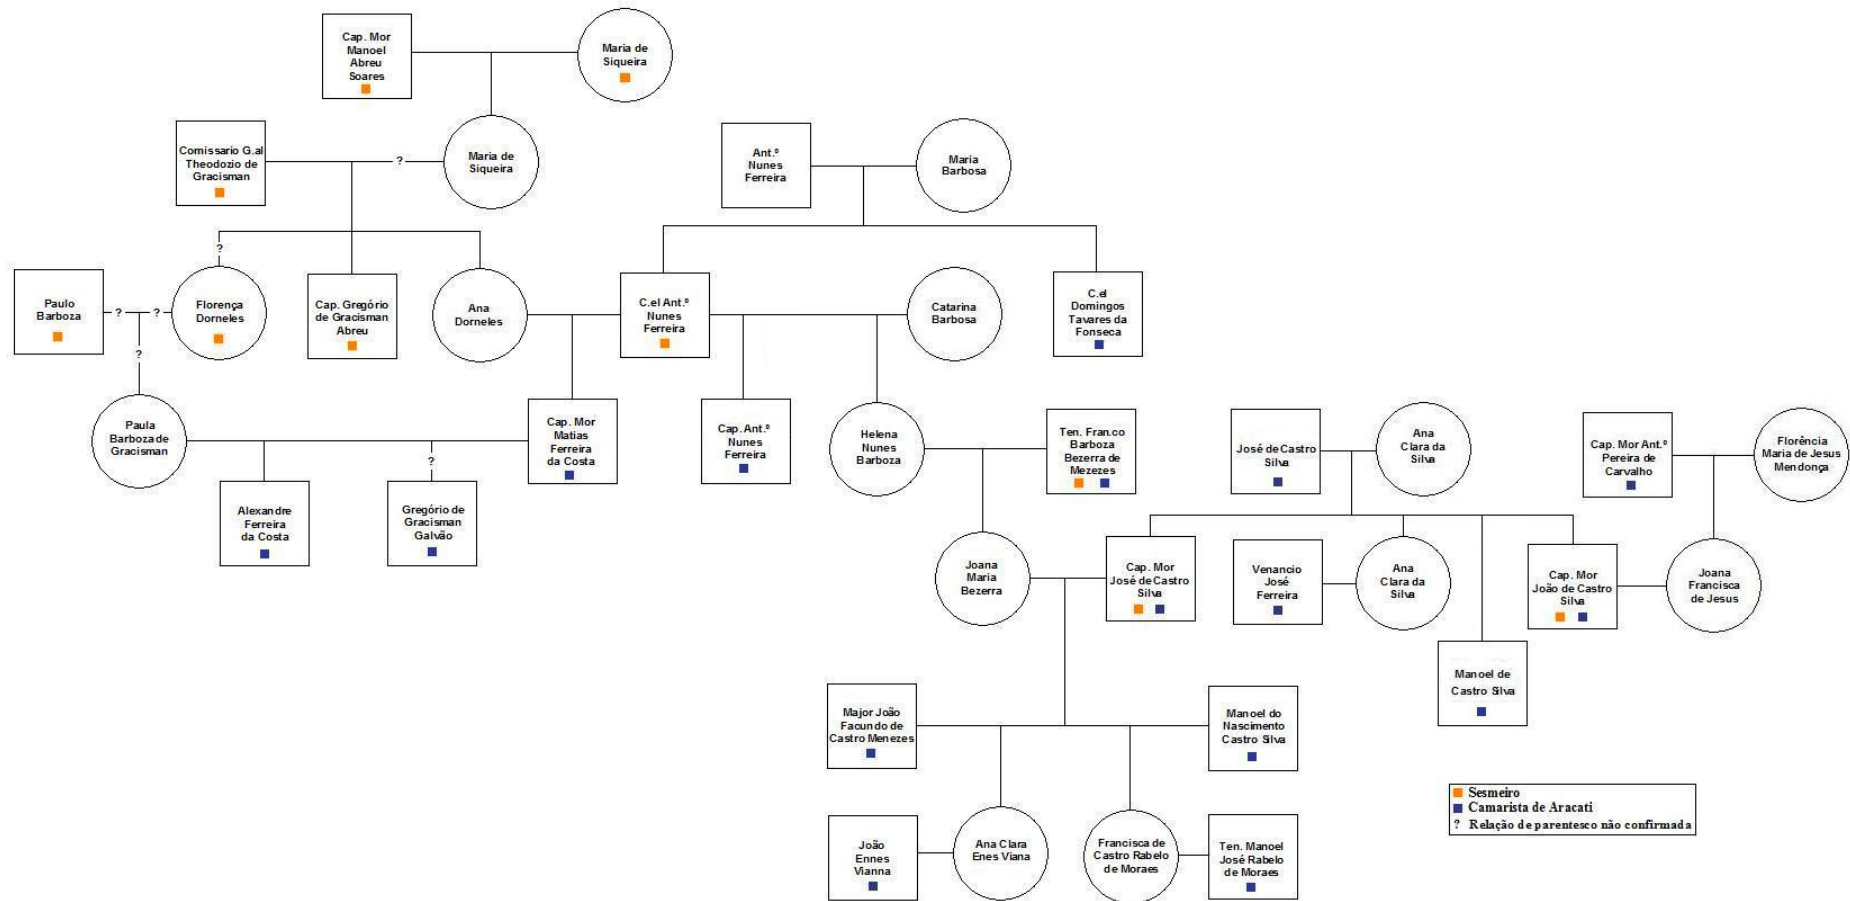 Cap. Mor
Manoel
Abreu
Soares
Maria de
Siqueira
Comissario G.al
Theodozio de
Gracisman
?
Maria de
Siqueira
Ant.º
Nunes
Ferreira
Maria
Barbosa
?
Paulo
Barboza
?
?
Florença
Dorneles
Cap. Gregório
de Gracisman
Abreu
Ana
Dorneles
C.el Ant.º
Nunes
Ferreira
Catarina
Barbosa
C.el
Domingos
Tavares da
Fonseca
?
Paula
Barboza de
Gracisman
Cap. Mor
Matias
Ferreira
da Costa
Cap. Ant.º
Nunes
Ferreira
Helena
Nunes
Barboza
Ten. Fran.co
Barboza
Bezerra de
Mezezes
José de Castro
Silva
Ana
Clara da
Silva
Cap. Mor Ant.º
Pereira de
Carvalho
Florência
Maria de Jesus
Mendonça
?
Alexandre
Ferreira
da Costa
Gregório de
Gracisman
Galvão
Joana
Maria
Bezerra
Cap. Mor
José de Castro
Silva
Venancio
José
Ferreira
Ana
Clara da
Silva
Cap. Mor
João de Castro
Silva
Joana
Francisca
de Jesus
Manoel de
Castro Silva
Major João
Facundo de
Castro Menezes
Manoel do
Nascimento
Castro Silva
João
Ennes
Vianna
Ana Clara
Enes Viana
Francisca de
Castro Rabelo
de Moraes
Ten. Manoel
José Rabelo
de Moraes
Sesmeiro
Camarista de Aracati
? Relação de parentesco não confirmada